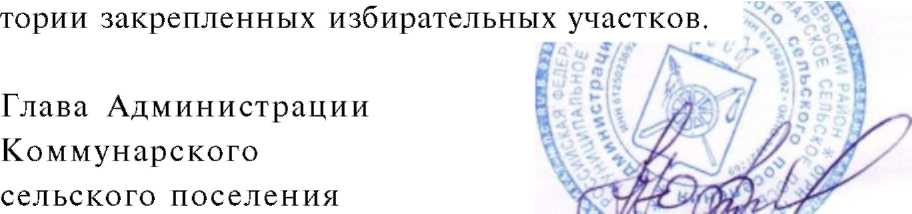 тории закрепленных избирательных участков.
Глава Администрации
Коммунарского
сельского поселения